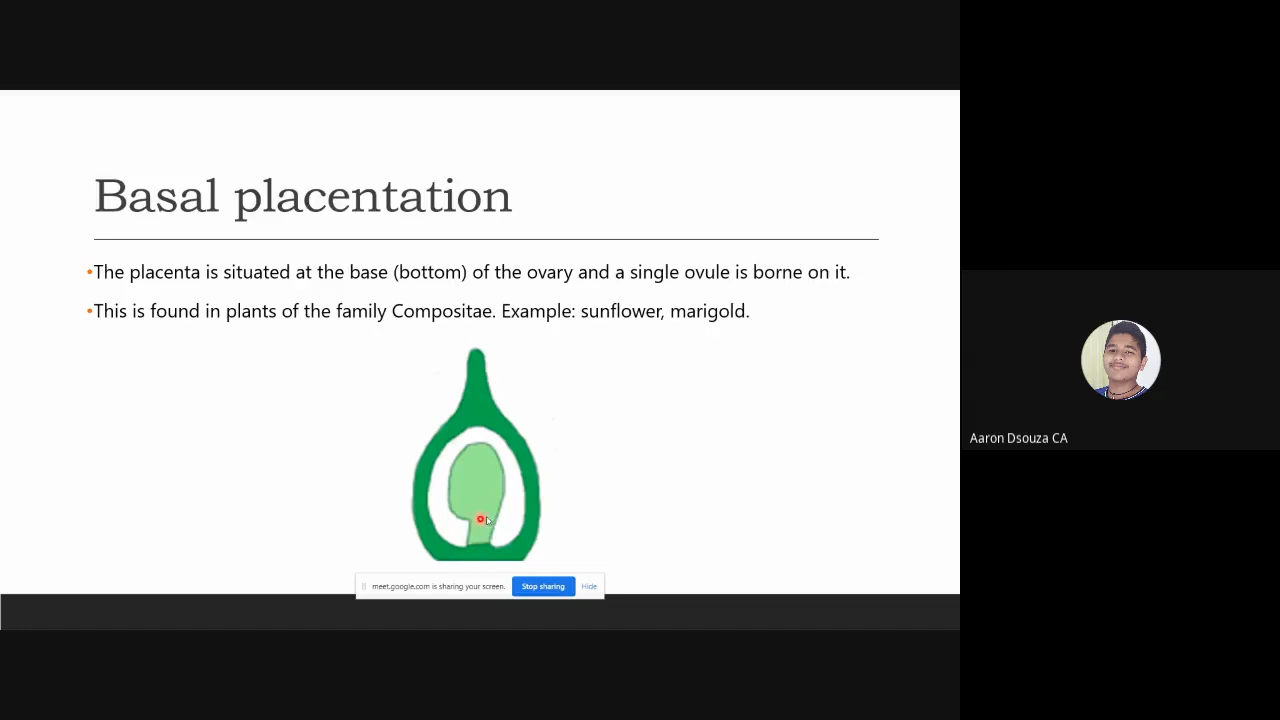 Basal placentation
•The placenta is situated at the base (bottom) of the ovary and a single ovule is borne on it.
•This is found in plants of the family Compositae. Example: sunflower, marigold.
meet.google.com is sharing your screen. Stop sharing Hide
Aaron Dsouza CA